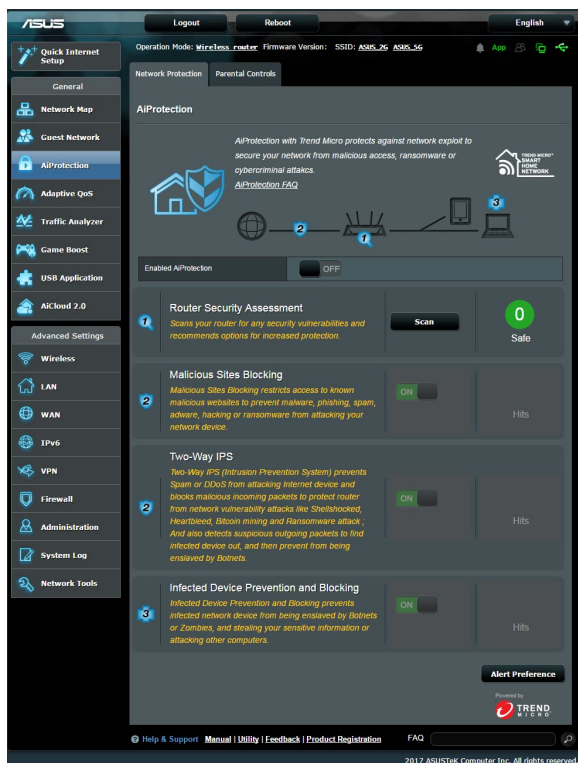 ASUS
Logout
Reboot
English
Quick Internet
Setup
Operation Mode: Wireless router Firmware Version: SSID: ASUS_2G ASUS_5G
App
Network Protection
Parental Controls
General
Network Map
Guest Network
AiProtection
Adaptive QoS
Traffic Analyzer
Game Boost
USB Application
AiCloud 2.0
Advanced Settings
Wireless
LAN
WAN
IPv6
VPN
Firewall
Administration
System Log
Network Tools
AiProtection
AiProtection with Trend Micro protects against network exploit to
secure your network from malicious access, ransomware or
cybercriminal attakcs.
AiProtection FAQ
TREND MICRO
SMART
HOME
NETWORK
1
2
3
Enabled AiProtection
OFF
1
Router Security Assessment
Scans your router for any security vulnerabilities and
recommends options for increased protection.
Scan
0
Safe
2
Malicious Sites Blocking
Malicious Sites Blocking restricts access to known
malicious websites to prevent malware, phishing, spam,
adware, hacking or ransomware from attacking your
network device.
ON
Hits
2
Two-Way IPS
Two-Way IPS (Intrusion Prevention System) prevents
Spam or DDoS from attacking Internet device and
blocks malicious incoming packets to protect router
from network vulnerability attacks like Shellshocked,
Heartbleed, Bitcoin mining and Ransomware attack ;
And also detects suspicious outgoing packets to find
infected device out, and then prevent from being
enslaved by Botnets.
ON
Hits
3
Infected Device Prevention and Blocking
Infected Device Prevention and Blocking prevents
infected network device from being enslaved by Botnets
or Zombies, and stealing your sensitive information or
attacking other computers.
ON
Hits
Alert Preference
Powered by
TREND
MICRO
Help & Support Manual | Utility | Feedback | Product Registration
FAQ
2017 ASUSTeK Computer Inc. All rights reserved